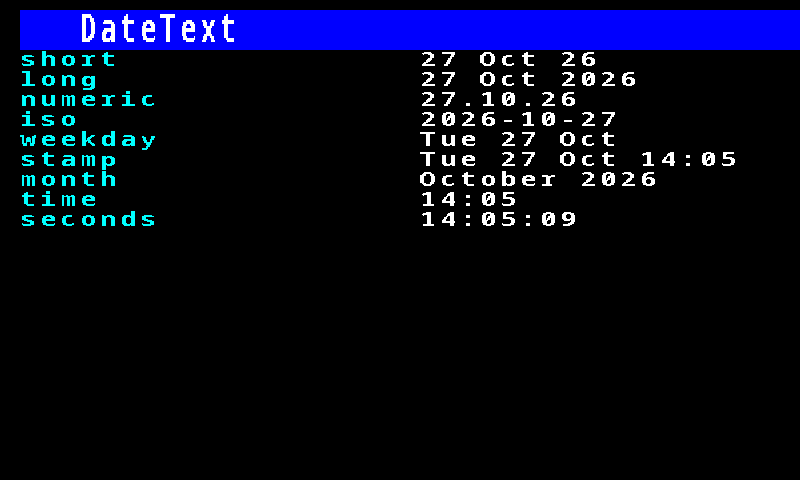 DateText
short 27 Oct 26
long 27 Oct 2026
numeric 27.10.26
iso 2026-10-27
weekday Tue 27 Oct
stamp Tue 27 Oct 14:05
month October 2026
time 14:05
seconds 14:05:09